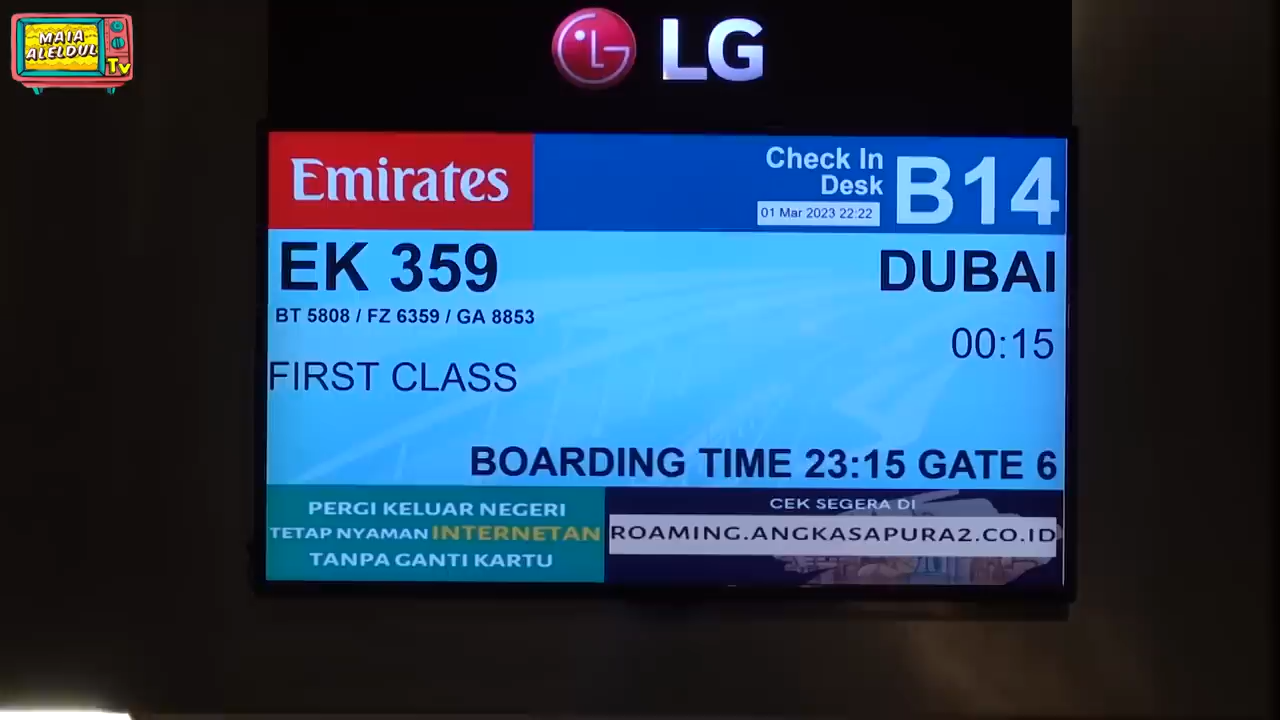 MAIA
ALELDUL
TV
LG
Emirates
Check In
Desk
B14
01 Mar 2023 22:22
EK 359
DUBAI
BT 5808 / FZ 6359 / GA 8853
00:15
FIRST CLASS
BOARDING TIME 23:15 GATE 6
PERGI KELUAR NEGERI
TETAP NYAMAN INTERNETAN
TANPA GANTI KARTU
CEK SEGERA DI
ROAMING.ANGKASAPURA2.CO.ID